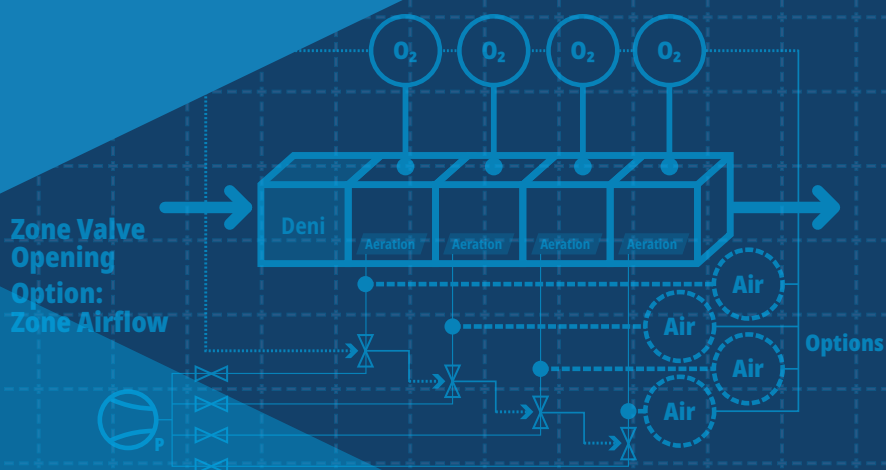 O₂ O₂ O₂ O₂
Deni
Aeration Aeration Aeration Aeration
Zone Valve
Opening
Option:
Zone Airflow
Air
Air
Air
Air
Options
P